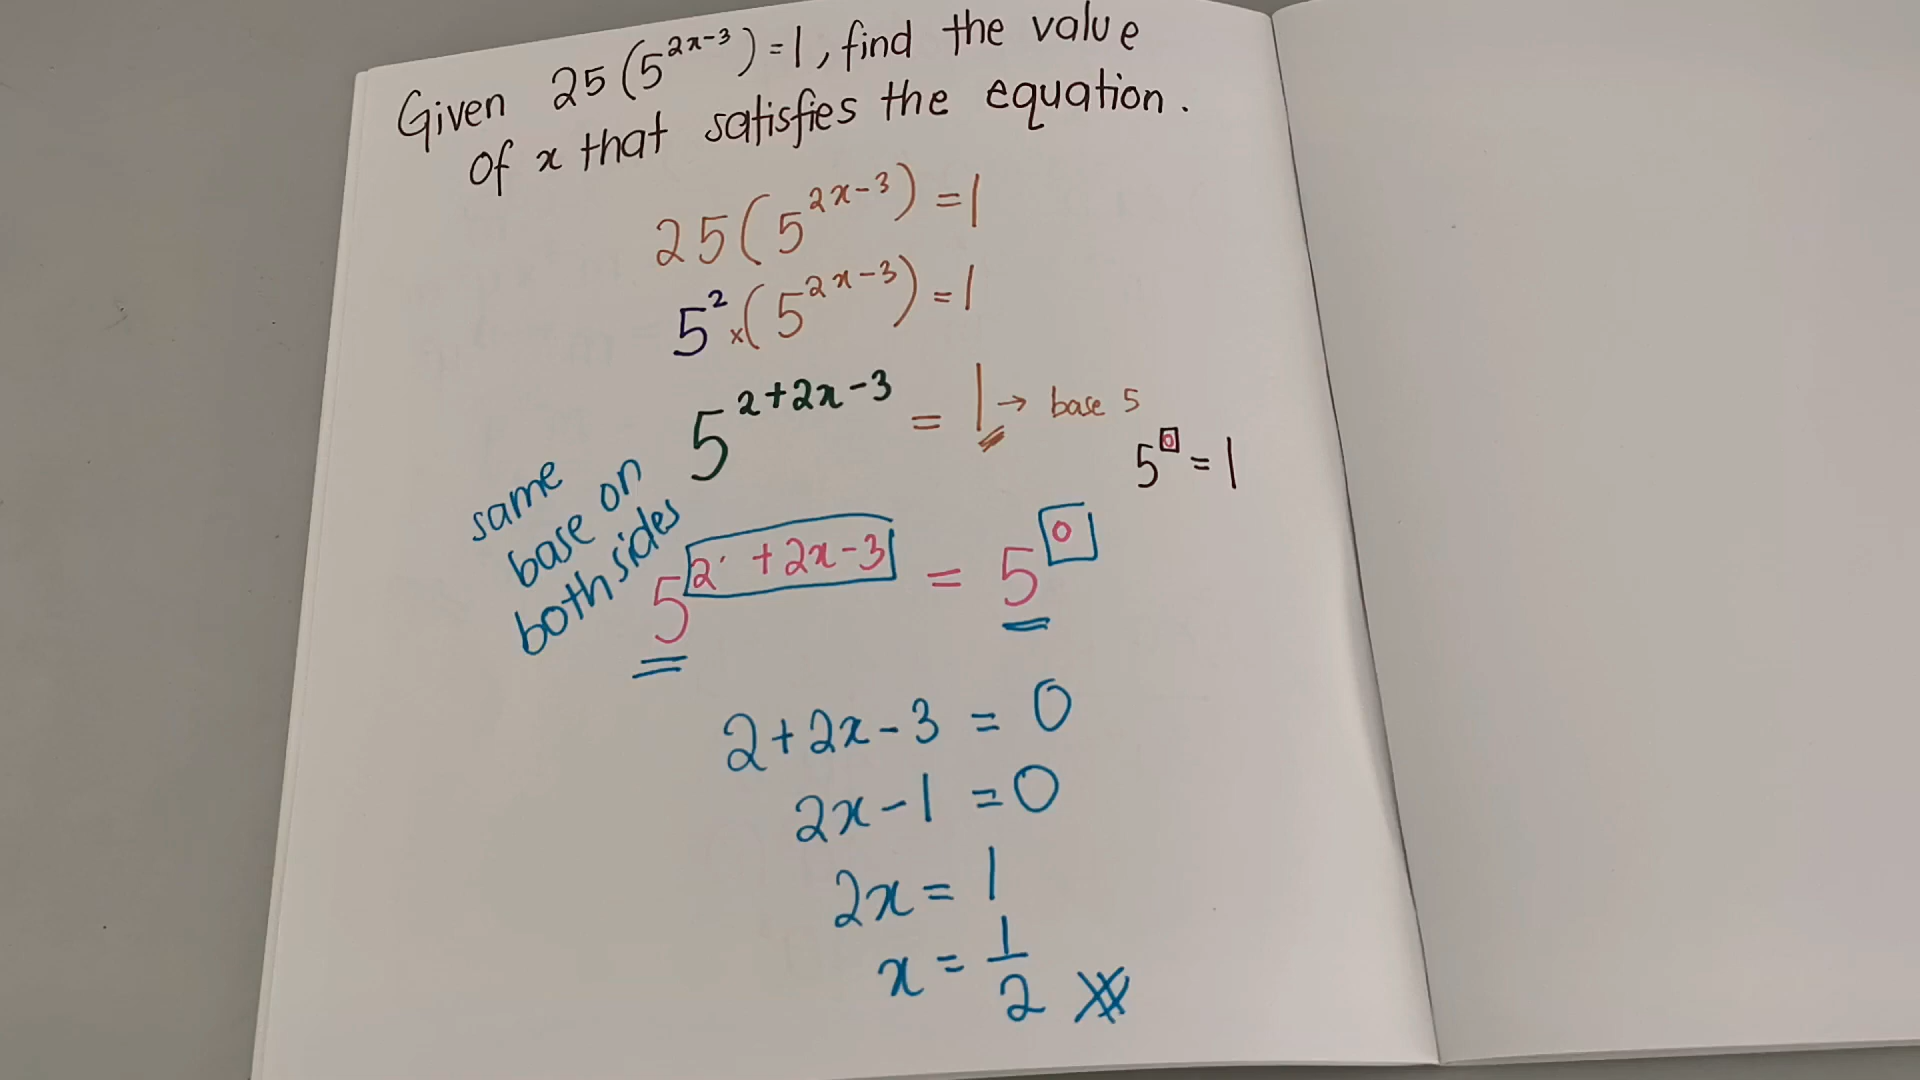 Given 25(5^{2x-3})=1, find the value
of x that satisfies the equation.
25(5^{2x-3})=1
5^2×(5^{2x-3})=1
5^{2+2x-3} = 1 → base 5
5^0=1
same
base on
both sides
5^{2+2x-3} = 5^0
2+2x-3 = 0
2x-1 = 0
2x = 1
x = 1/2